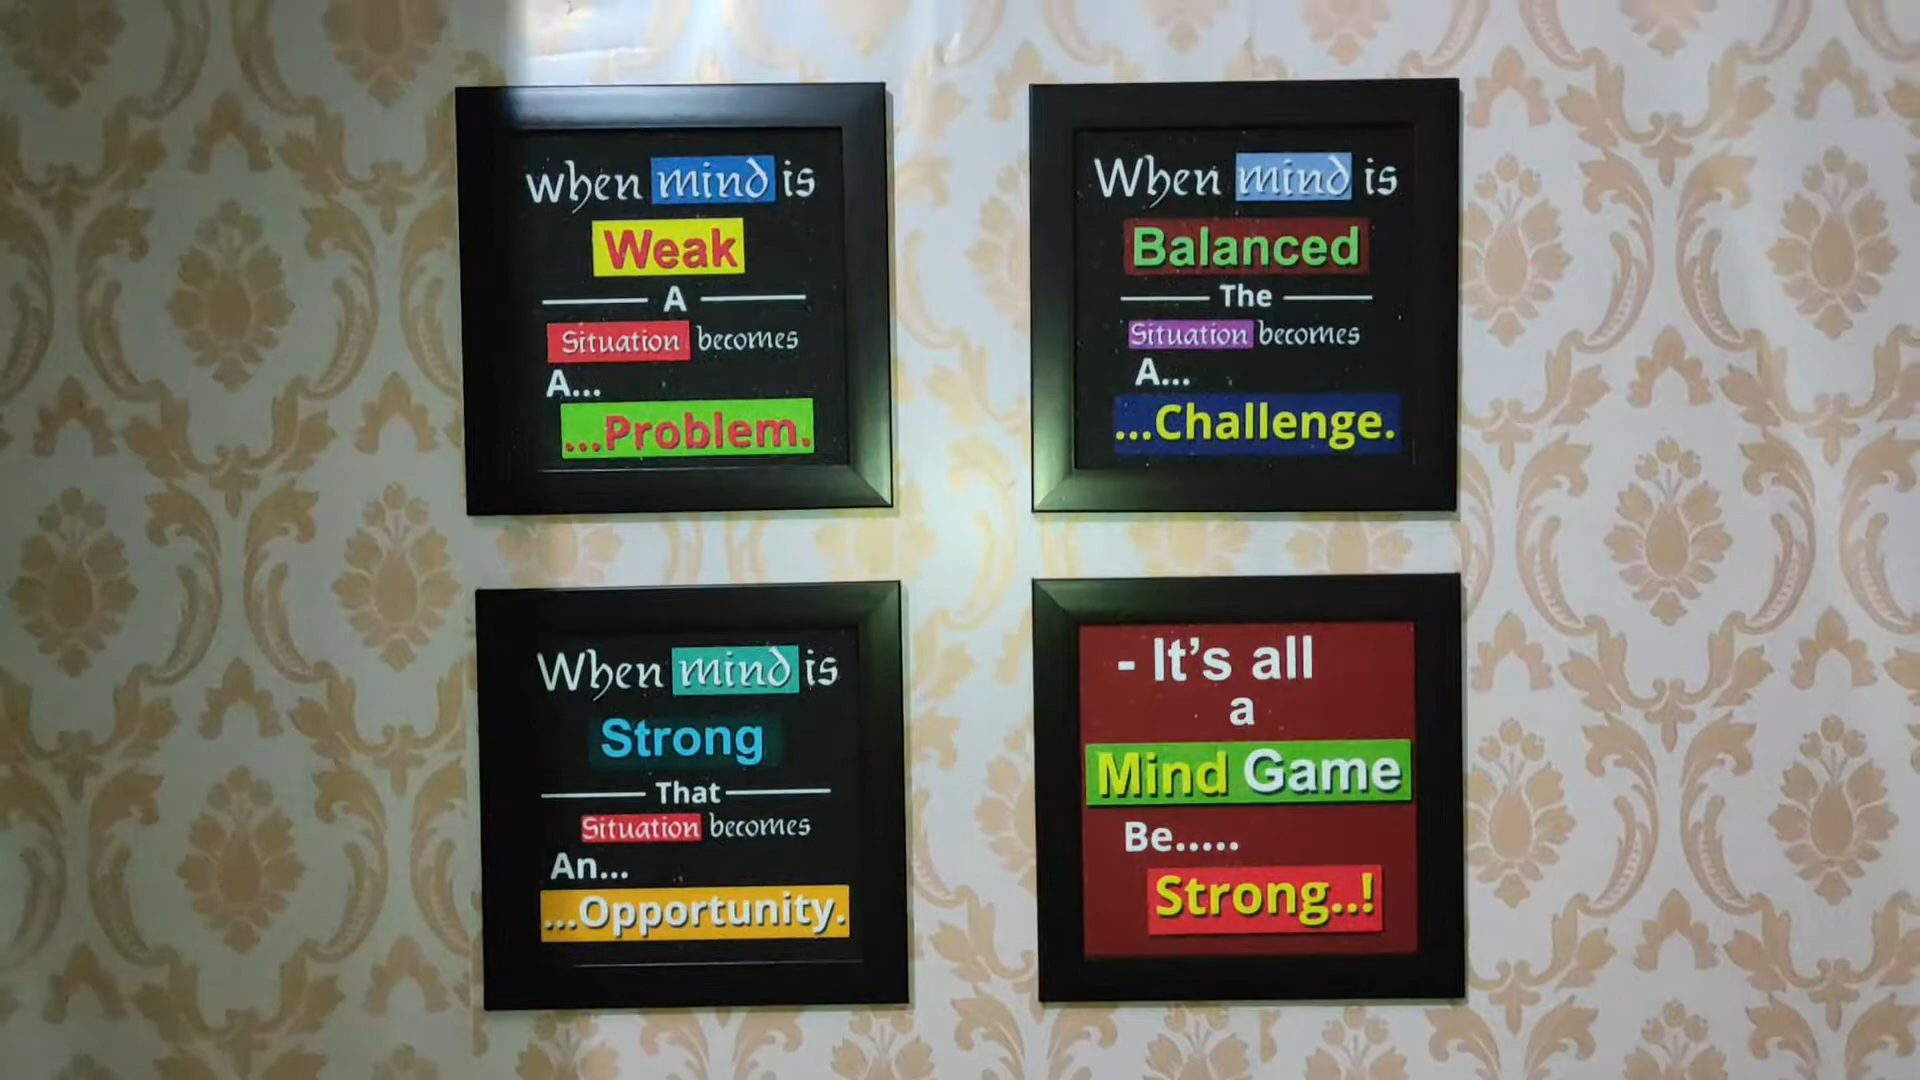 when mind is
Weak
A
Situation becomes
A...
...Problem.
When mind is
Balanced
The
Situation becomes
A...
...Challenge.
When mind is
Strong
That
Situation becomes
An...
...Opportunity.
- It's all
a
Mind Game
Be.....
Strong..!